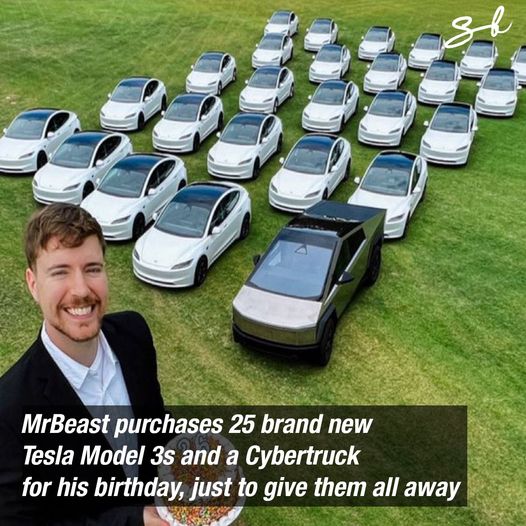 MrBeast purchases 25 brand new
Tesla Model 3s and a Cybertruck
for his birthday, just to give them all away